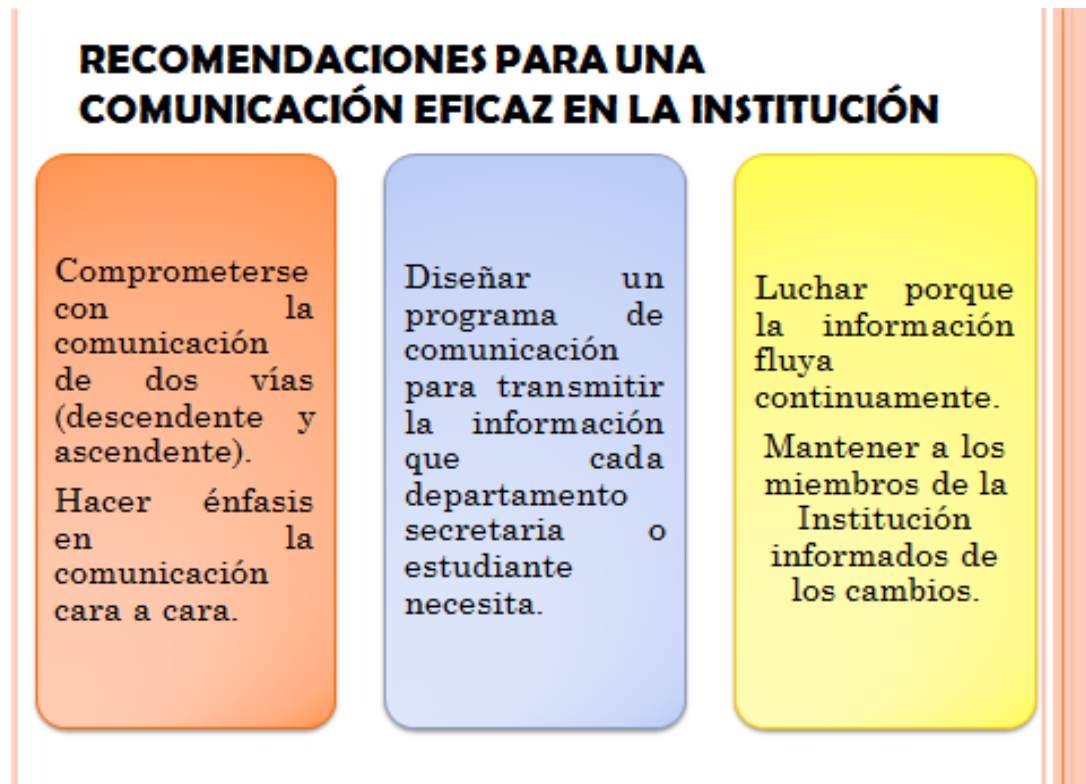 RECOMENDACIONES PARA UNA
COMUNICACIÓN EFICAZ EN LA INSTITUCIÓN
Comprometerse
con la
comunicación
de dos vías
(descendente y
ascendente).
Hacer énfasis
en la
comunicación
cara a cara.
Diseñar un
programa de
comunicación
para transmitir
la información
que cada
departamento
secretaria o
estudiante
necesita.
Luchar porque
la información
fluya
continuamente.
Mantener a los
miembros de la
Institución
informados de
los cambios.